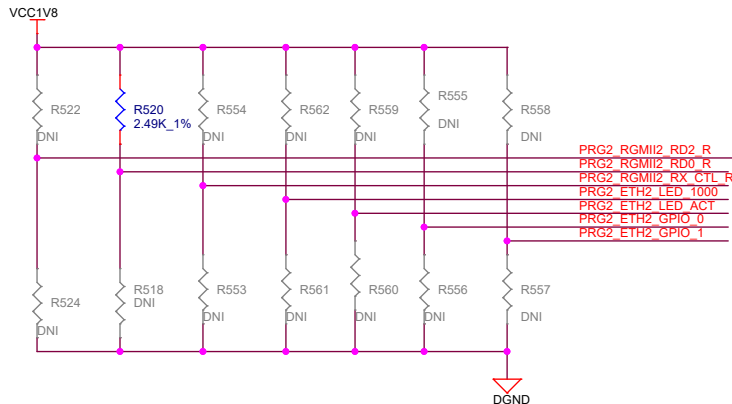 VCC1V8
R522
DNI
R520
2.49K_1%
R554
DNI
R562
DNI
R559
DNI
R555
DNI
R558
DNI
PRG2_RGMII2_RD2_R
PRG2_RGMII2_RD0_R
PRG2_RGMII2_RX_CTL_R
PRG2_ETH2_LED_1000
PRG2_ETH2_LED_ACT
PRG2_ETH2_GPIO_0
PRG2_ETH2_GPIO_1
R524
DNI
R518
DNI
R553
DNI
R561
DNI
R560
DNI
R556
DNI
R557
DNI
DGND